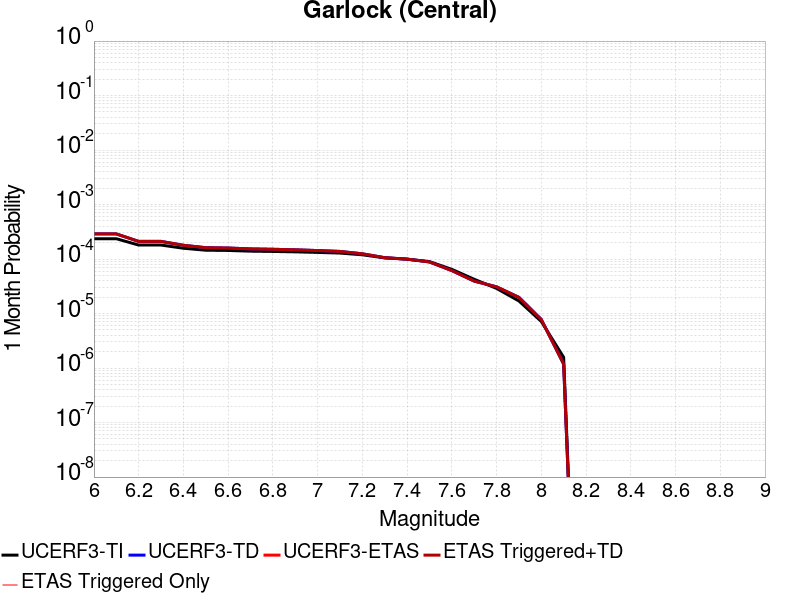 Garlock (Central)
10^0
10^-1
10^-2
10^-3
10^-4
10^-5
10^-6
10^-7
10^-8
1 Month Probability
6 6.2 6.4 6.6 6.8 7 7.2 7.4 7.6 7.8 8 8.2 8.4 8.6 8.8 9
Magnitude
UCERF3-TI UCERF3-TD UCERF3-ETAS ETAS Triggered+TD
ETAS Triggered Only